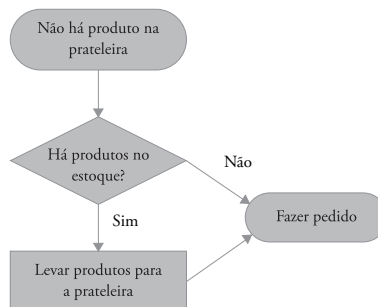 Não há produto na
prateleira
Há produtos no
estoque?
Não
Sim
Fazer pedido
Levar produtos para
a prateleira